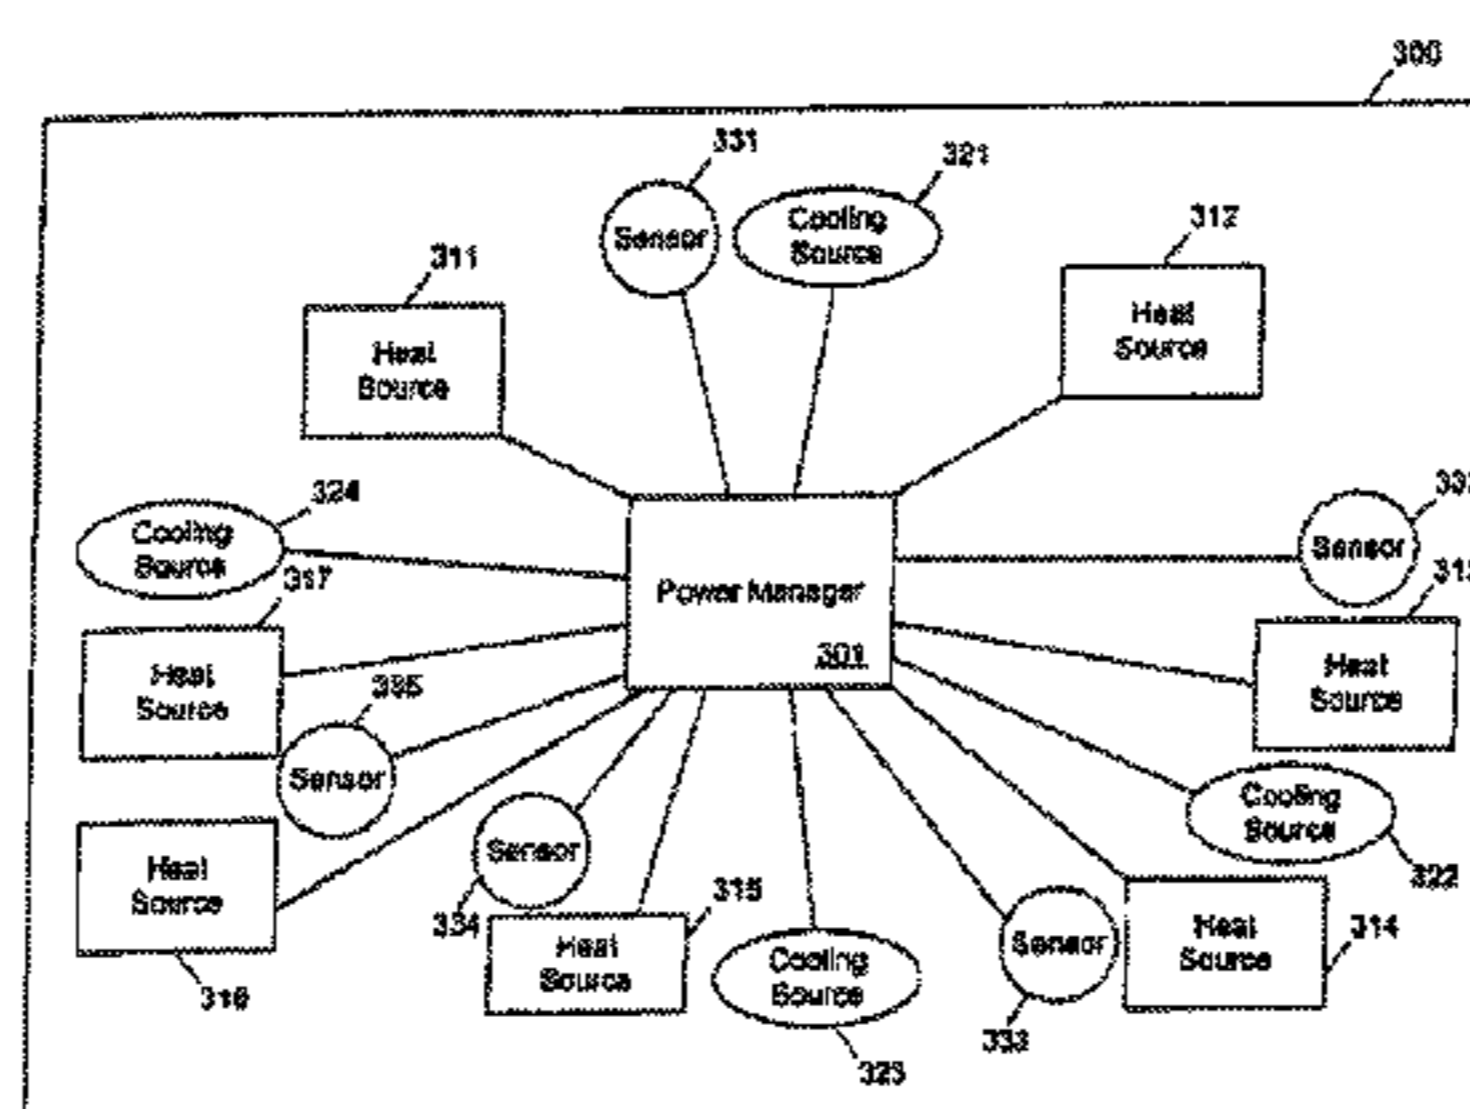 300
331
321
312
311
Sensor
Cooling
Source
Heat
Source
Heat
Source
324
Cooling
Source
317
Sensor
Power Manager
301
Heat
Source
335
Heat
Source
Sensor
Cooling
Source
322
Heat
Source
316
Sensor
334
315
Heat
Source
Cooling
Source
323
Sensor
333
Heat
Source
314